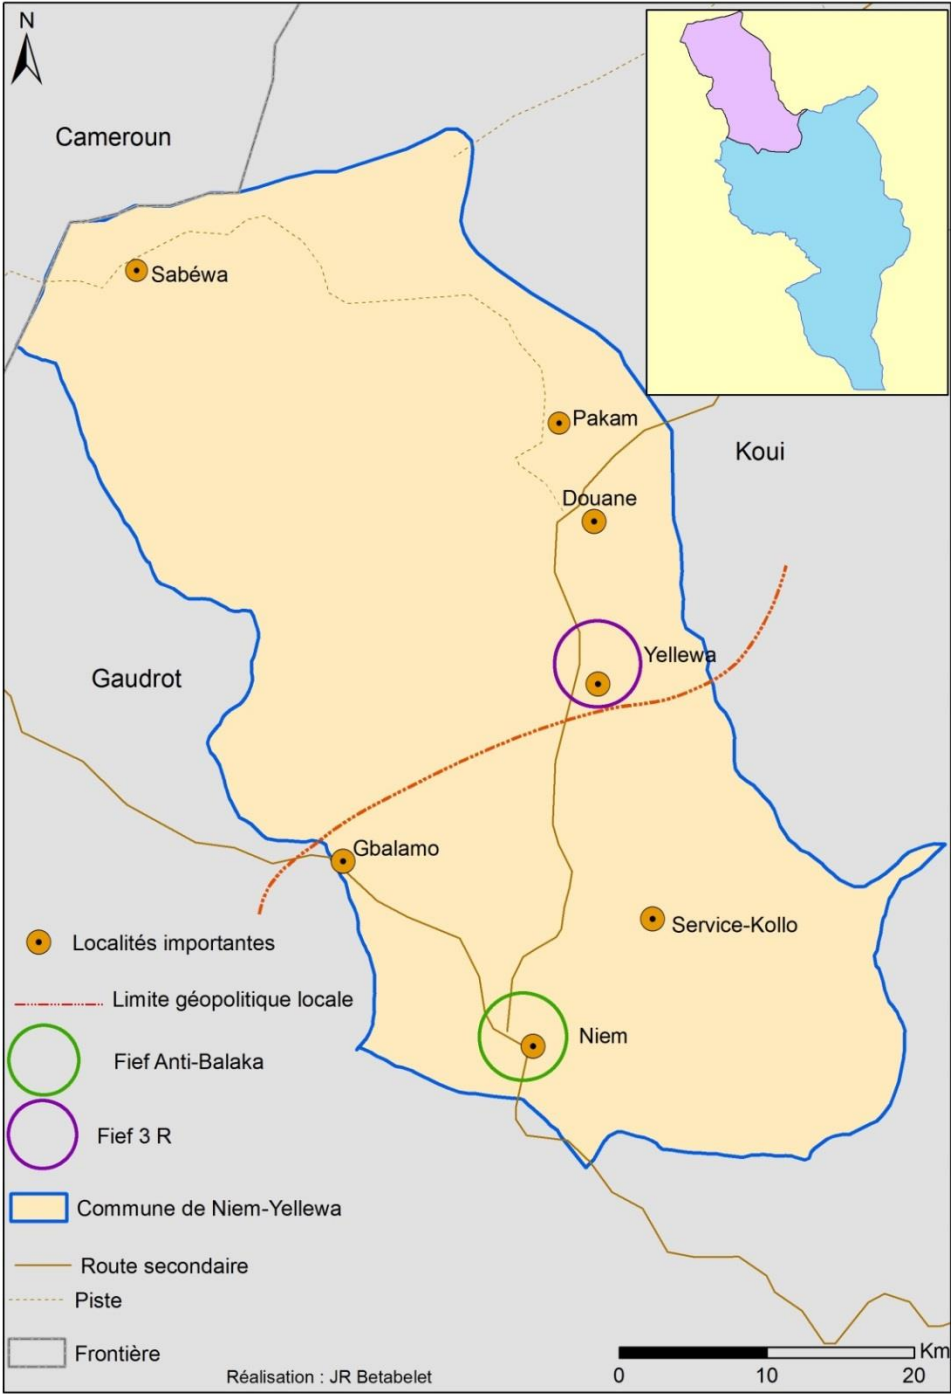 N
Cameroun
Sabéwa
Pakam
Koui
Douane
Yellewa
Gaudrot
Gbalamo
Service-Kollo
Niem
Localités importantes
Limite géopolitique locale
Fief Anti-Balaka
Fief 3 R
Commune de Niem-Yellewa
Route secondaire
Piste
Frontière
Réalisation : JR Betabelet
Km
0 10 20